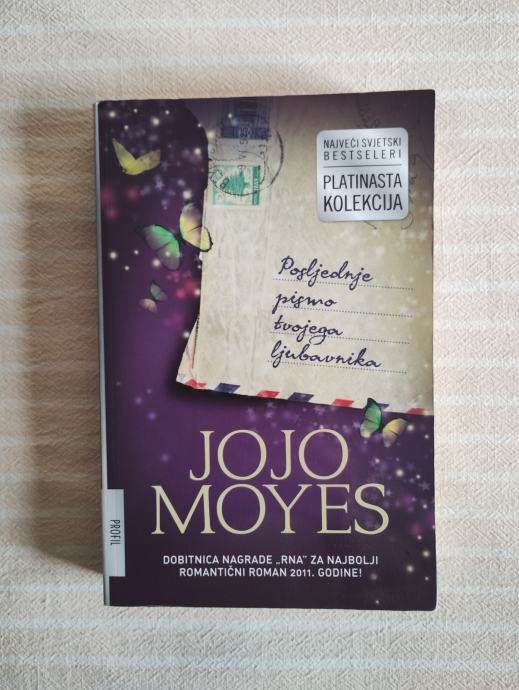 NAJVEĆI SVJETSKI
BESTSELERI
PLATINASTA
KOLEKCIJA
Posljednje
pismo
tvojega
ljubavnika
JOJO
MOYES
DOBITNICA NAGRADE „RNA" ZA NAJBOLJI
ROMANTIČNI ROMAN 2011. GODINE!
PROFIL